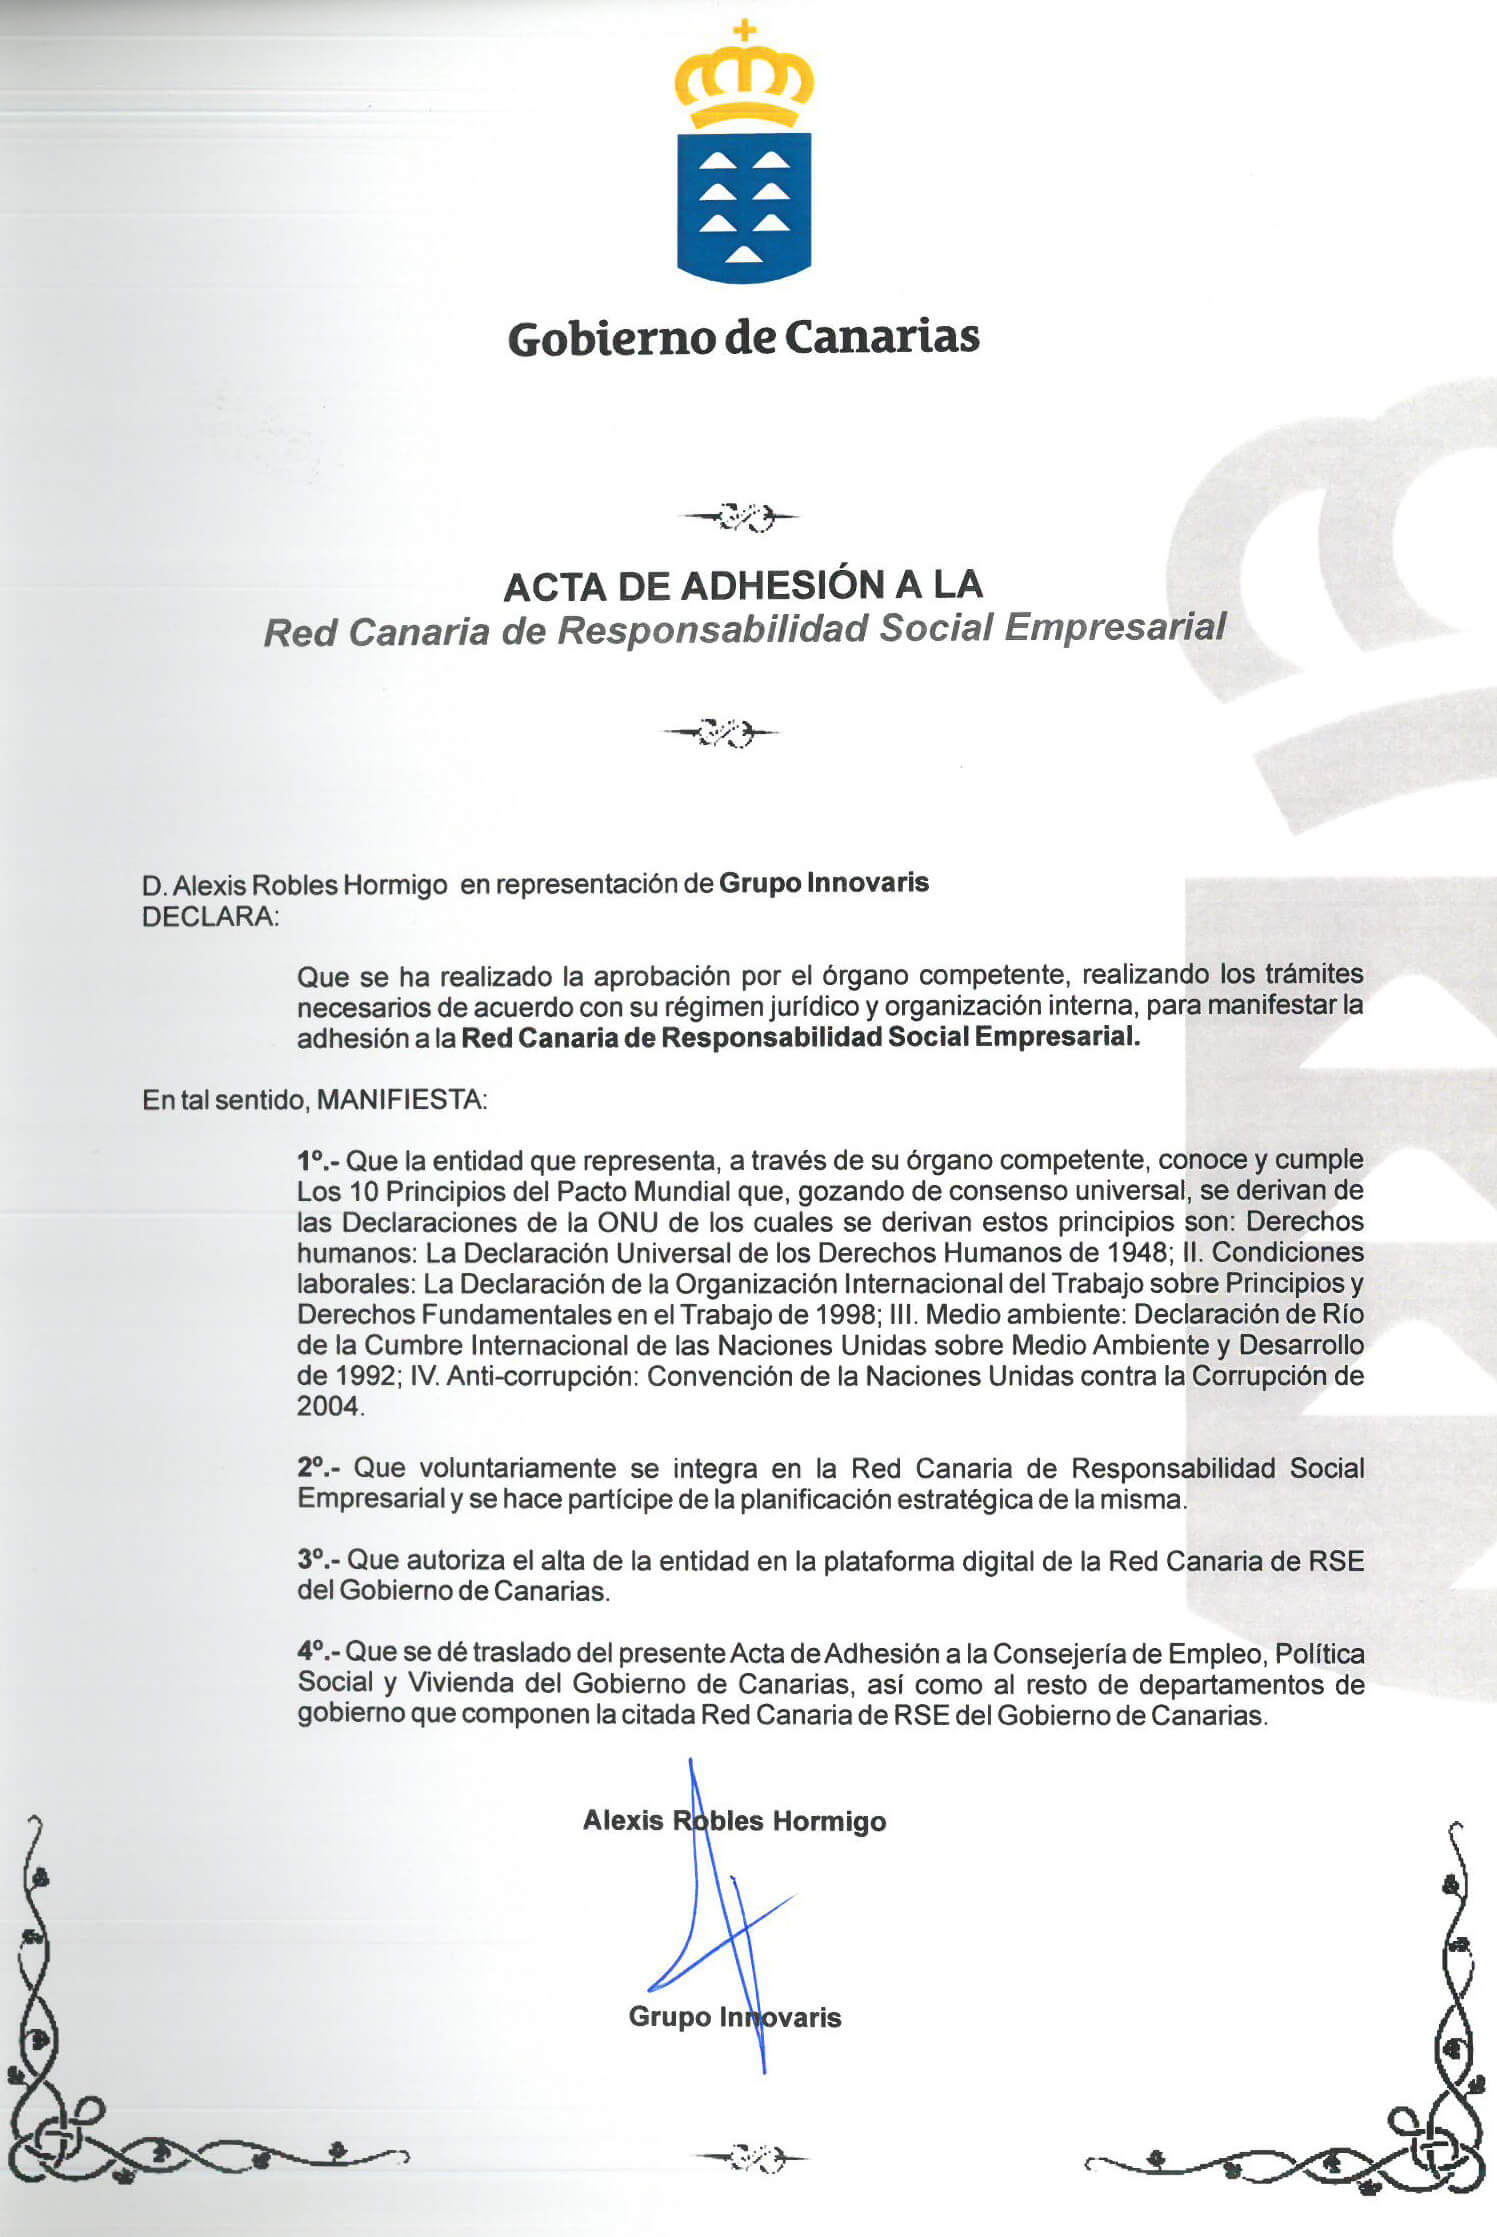 Gobierno de Canarias
ACTA DE ADHESIÓN A LA
Red Canaria de Responsabilidad Social Empresarial
D. Alexis Robles Hormigo en representación de Grupo Innovaris
DECLARA:
Que se ha realizado la aprobación por el órgano competente, realizando los trámites
necesarios de acuerdo con su régimen jurídico y organización interna, para manifestar la
adhesión a la Red Canaria de Responsabilidad Social Empresarial.
En tal sentido, MANIFIESTA:
1º.- Que la entidad que representa, a través de su órgano competente, conoce y cumple
Los 10 Principios del Pacto Mundial que, gozando de consenso universal, se derivan de
las Declaraciones de la ONU de los cuales se derivan estos principios son: Derechos
humanos: La Declaración Universal de los Derechos Humanos de 1948; II. Condiciones
laborales: La Declaración de la Organización Internacional del Trabajo sobre Principios y
Derechos Fundamentales en el Trabajo de 1998; III. Medio ambiente: Declaración de Río
de la Cumbre Internacional de las Naciones Unidas sobre Medio Ambiente y Desarrollo
de 1992; IV. Anti-corrupción: Convención de la Naciones Unidas contra la Corrupción de
2004.
2º.- Que voluntariamente se integra en la Red Canaria de Responsabilidad Social
Empresarial y se hace partícipe de la planificación estratégica de la misma.
3º.- Que autoriza el alta de la entidad en la plataforma digital de la Red Canaria de RSE
del Gobierno de Canarias.
4º.- Que se dé traslado del presente Acta de Adhesión a la Consejería de Empleo, Política
Social y Vivienda del Gobierno de Canarias, así como al resto de departamentos de
gobierno que componen la citada Red Canaria de RSE del Gobierno de Canarias.
Alexis Robles Hormigo
Grupo Innovaris